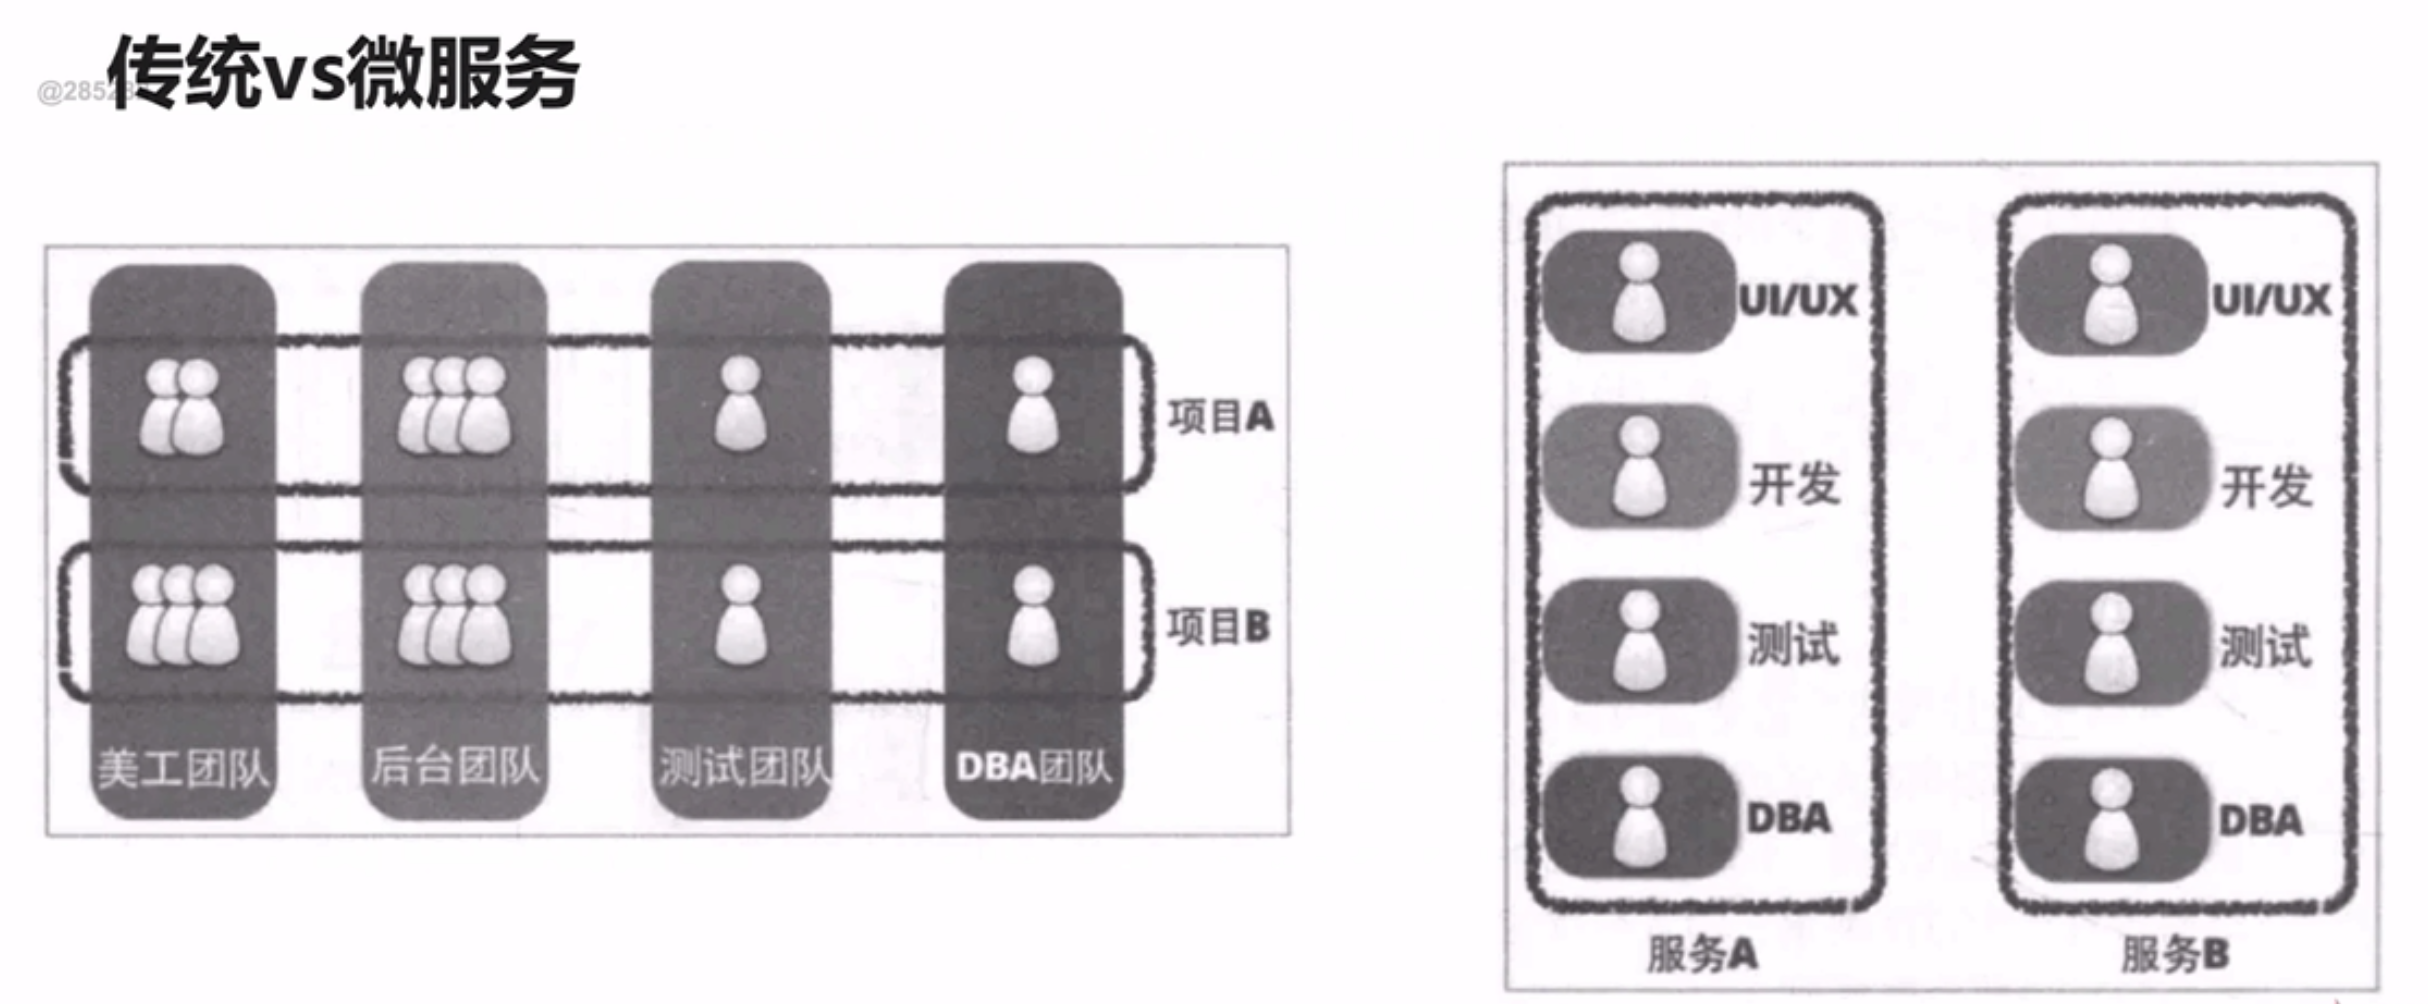 传统vs微服务
项目A
项目B
美工团队
后台团队
测试团队
DBA团队
UI/UX
开发
测试
DBA
服务A
UI/UX
开发
测试
DBA
服务B